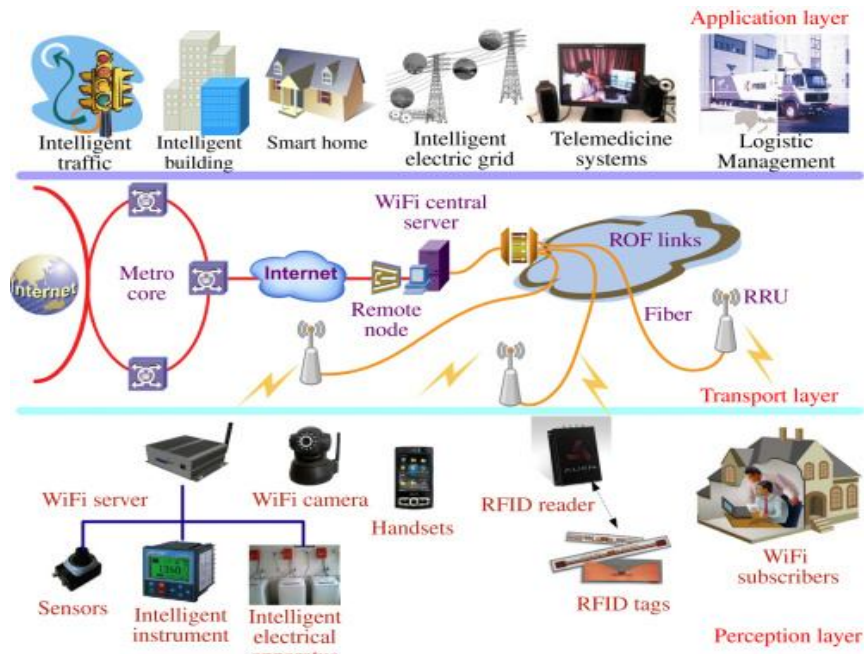 Application layer
Intelligent
traffic
Intelligent
building
Smart home
Intelligent
electric grid
Telemedicine
systems
Logistic
Management
WiFi central
server
ROF links
Internet
Metro
core
Internet
Remote
node
Fiber
RRU
Transport layer
WiFi server
WiFi camera
Handsets
RFID reader
WiFi
subscribers
Sensors
Intelligent
instrument
Intelligent
electrical
RFID tags
Perception layer